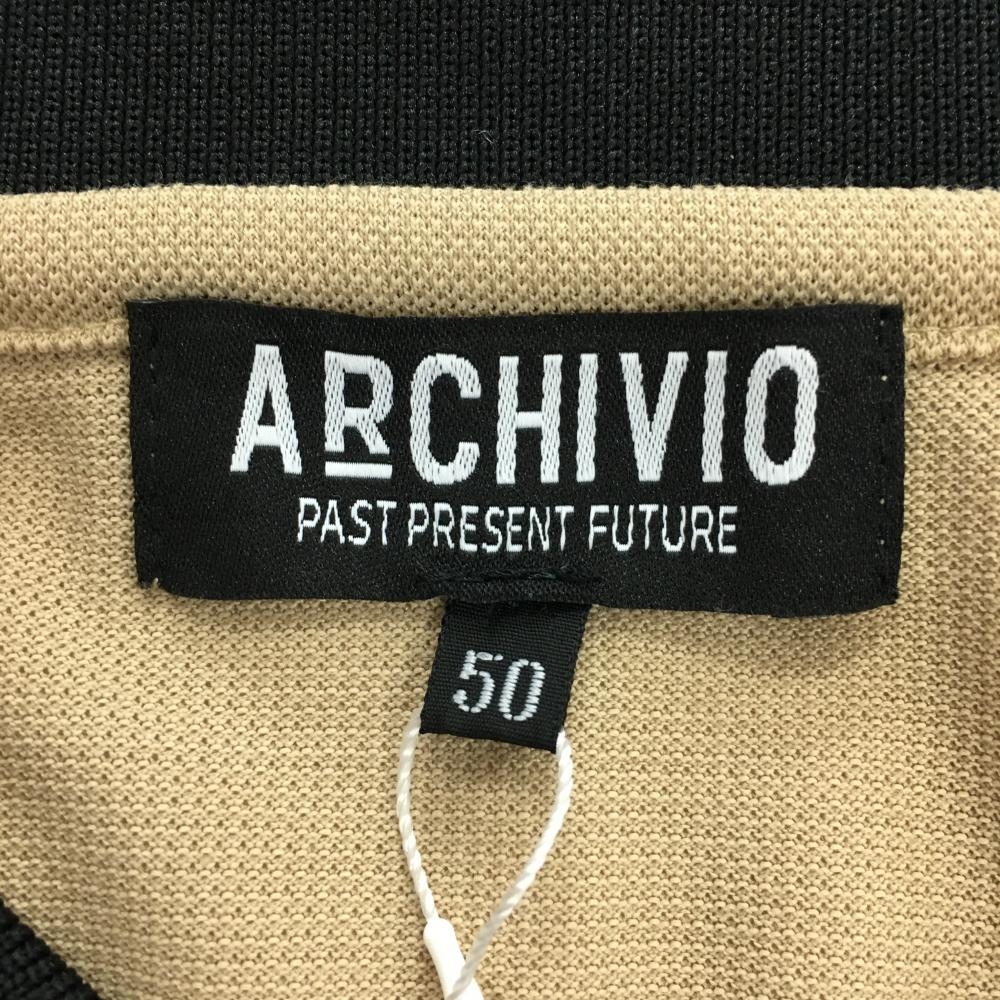 ARCHIVIO
PAST PRESENT FUTURE
50